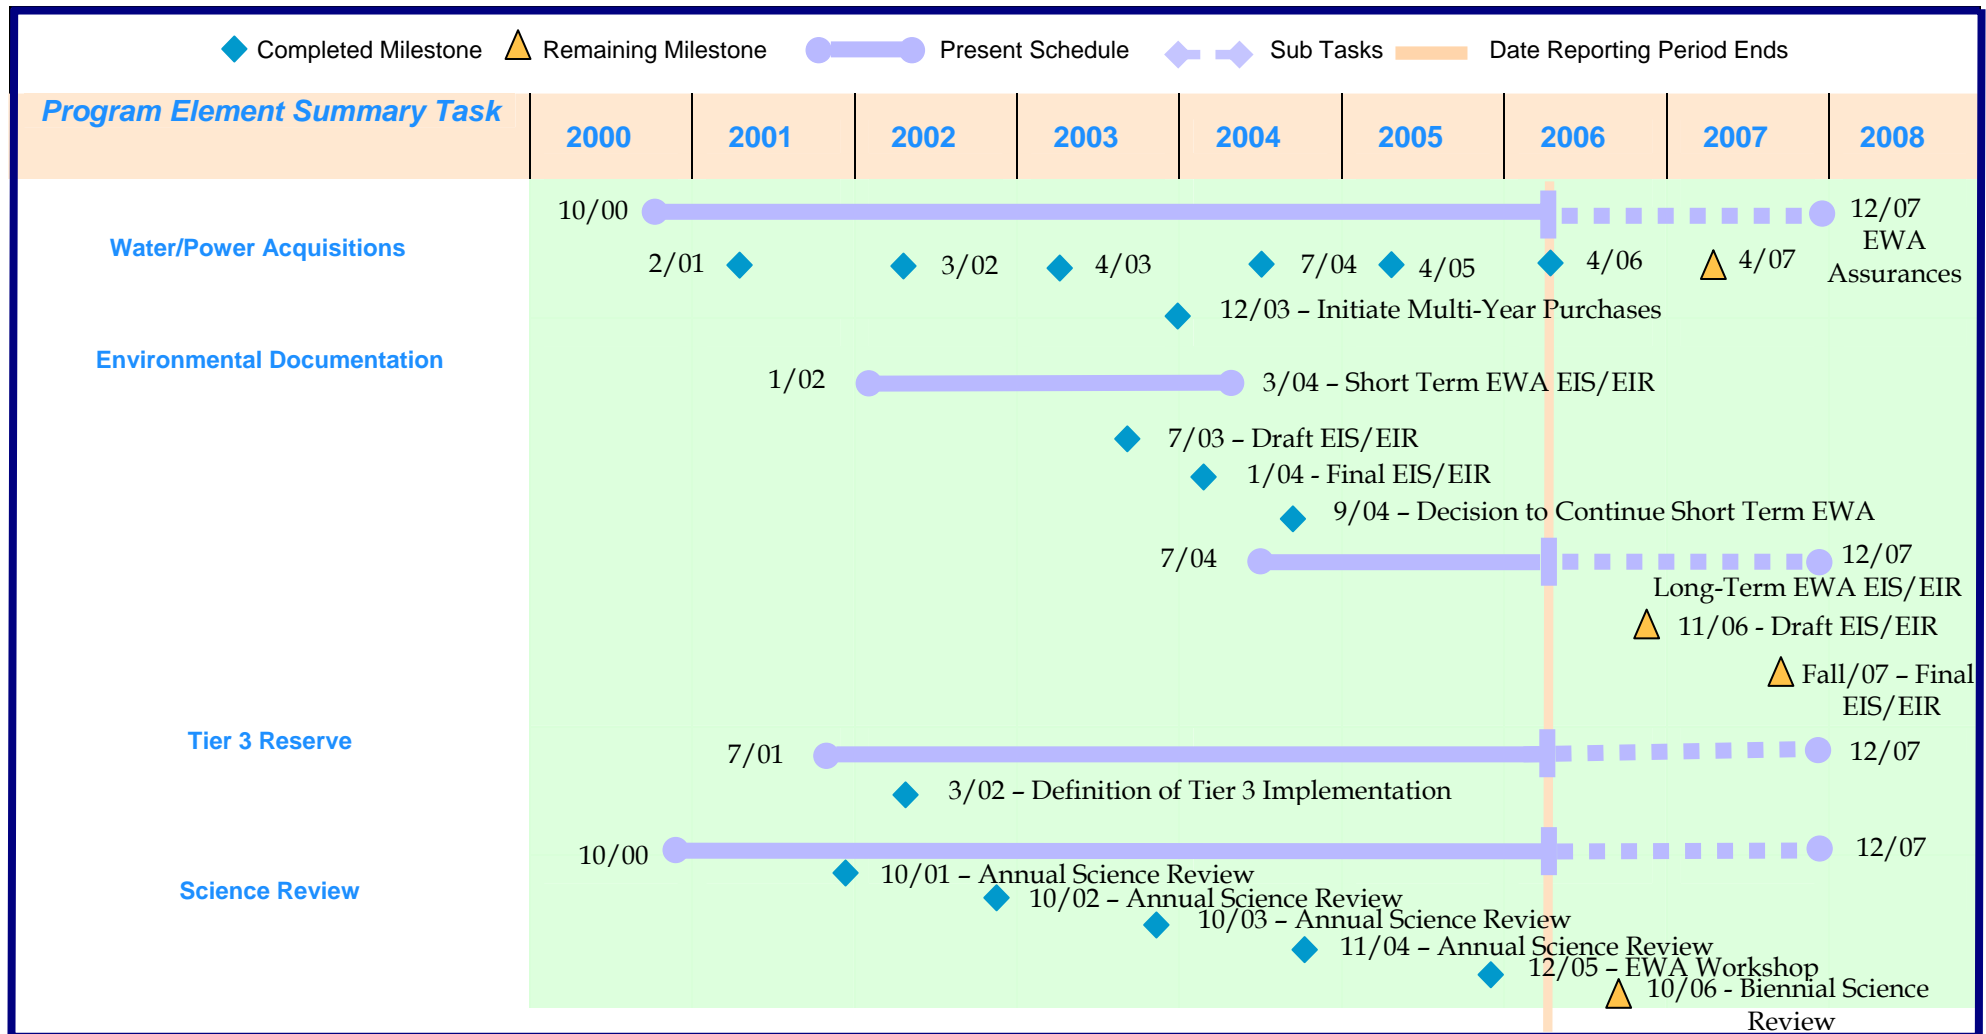 Completed Milestone Remaining Milestone Present Schedule Sub Tasks Date Reporting Period Ends
Program Element Summary Task
2000 2001 2002 2003 2004 2005 2006 2007 2008
10/00 12/07
Water/Power Acquisitions EWA
2/01 3/02 4/03 7/04 4/05 4/06 4/07 Assurances
12/03 – Initiate Multi-Year Purchases
Environmental Documentation
1/02 3/04 – Short Term EWA EIS/EIR
7/03 – Draft EIS/EIR
1/04 - Final EIS/EIR
9/04 – Decision to Continue Short Term EWA
7/04 12/07
Long-Term EWA EIS/EIR
11/06 - Draft EIS/EIR
Fall/07 – Final
EIS/EIR
Tier 3 Reserve
7/01 12/07
3/02 – Definition of Tier 3 Implementation
10/00 12/07
10/01 – Annual Science Review
Science Review
10/02 – Annual Science Review
10/03 – Annual Science Review
11/04 – Annual Science Review
12/05 – EWA Workshop
10/06 - Biennial Science
Review